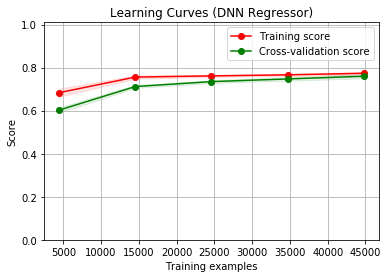 Learning Curves (DNN Regressor)
1.0
0.8
0.6
0.4
0.2
0.0
Score
Training score
Cross-validation score
5000 10000 15000 20000 25000 30000 35000 40000 45000
Training examples